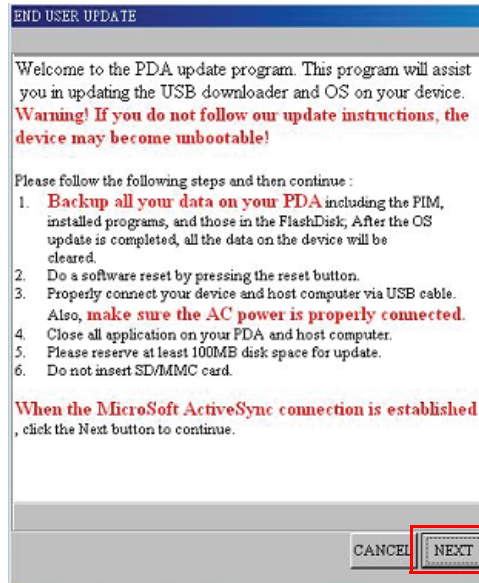 END USER UPDATE
Welcome to the PDA update program. This program will assist
you in updating the USB downloader and OS on your device.
Warning! If you do not follow our update instructions, the
device may become unbootable!
Please follow the following steps and then continue :
1. Backup all your data on your PDA including the PIM,
installed programs, and those in the FlashDisk; After the OS
update is completed, all the data on the device will be
cleared.
2. Do a software reset by pressing the reset button.
3. Properly connect your device and host computer via USB cable.
Also, make sure the AC power is properly connected.
4. Close all application on your PDA and host computer.
5. Please reserve at least 100MB disk space for update.
6. Do not insert SD/MMC card.
When the MicroSoft ActiveSync connection is established
, click the Next button to continue.
CANCEL NEXT